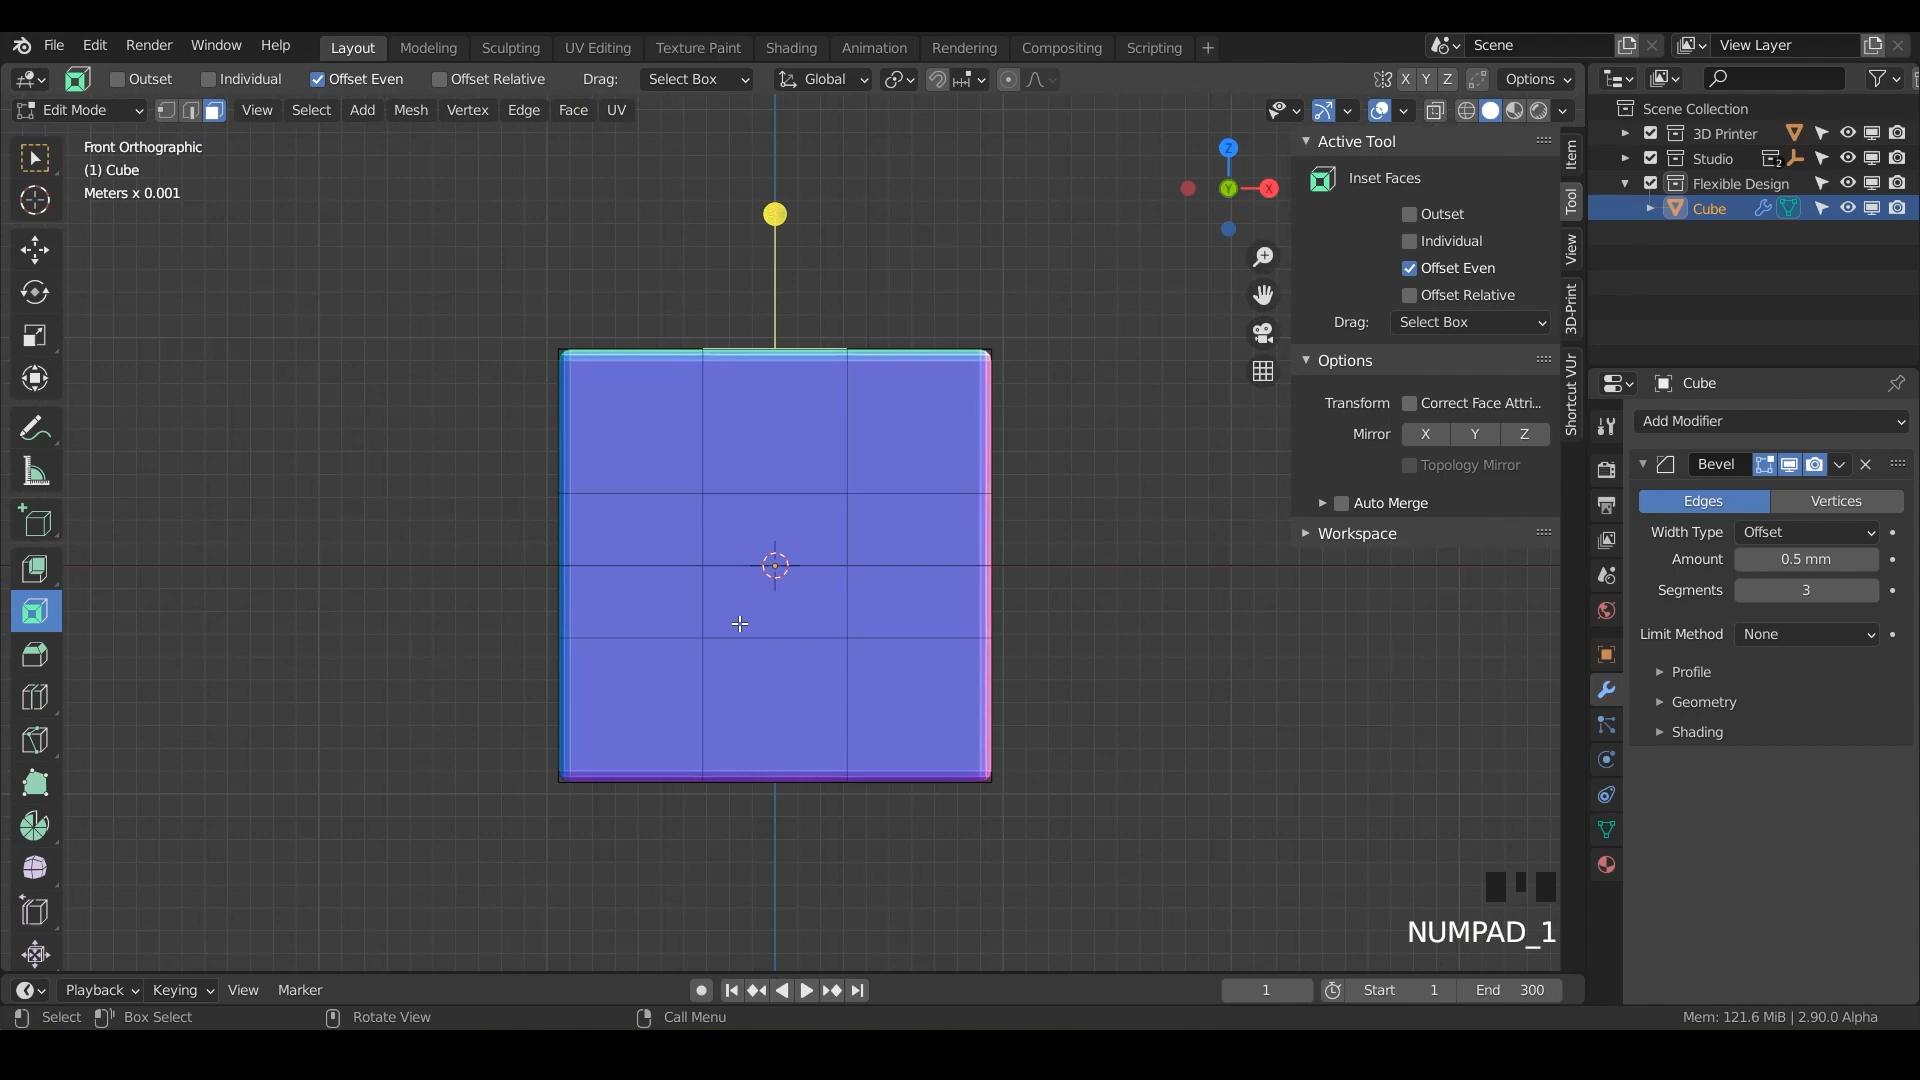 File Edit Render Window Help Layout Modeling Sculpting UV Editing Texture Paint Shading Animation Rendering Compositing Scripting + Scene View Layer
Outset Individual Offset Even Offset Relative Drag: Select Box Global X Y Z Options
Edit Mode View Select Add Mesh Vertex Edge Face UV
Front Orthographic
(1) Cube
Meters x 0.001
Z
Y
X
Active Tool
Inset Faces
Outset
Individual
Offset Even
Offset Relative
Drag: Select Box
Options
Transform Correct Face Attri...
Mirror X Y Z
Topology Mirror
Auto Merge
Workspace
Item
Tool
View
3D-Print
Shortcut VUr
Scene Collection
3D Printer
Studio 2
Flexible Design
Cube
Cube
Add Modifier
Bevel
Edges Vertices
Width Type Offset
Amount 0.5 mm
Segments 3
Limit Method None
Profile
Geometry
Shading
NUMPAD_1
Playback Keying View Marker 1 Start 1 End 300
Select Box Select Rotate View Call Menu Mem: 121.6 MiB | 2.90.0 Alpha